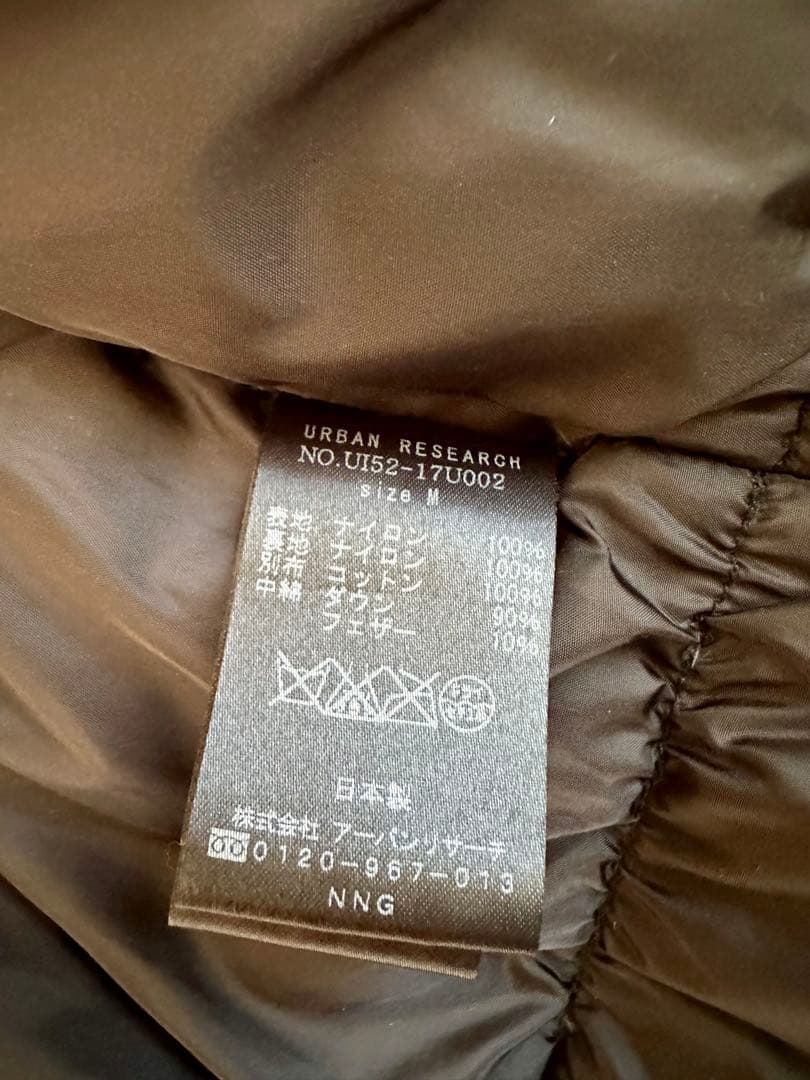 URBAN RESEARCH
NO.UI52-17U002
size M
表地 ナイロン 100%
裏地 ナイロン 100%
別布 コットン 100%
中綿 ダウン 90%
フェザー 10%
日本製
株式会社 アーバンリサーチ
0120-967-013
NNG